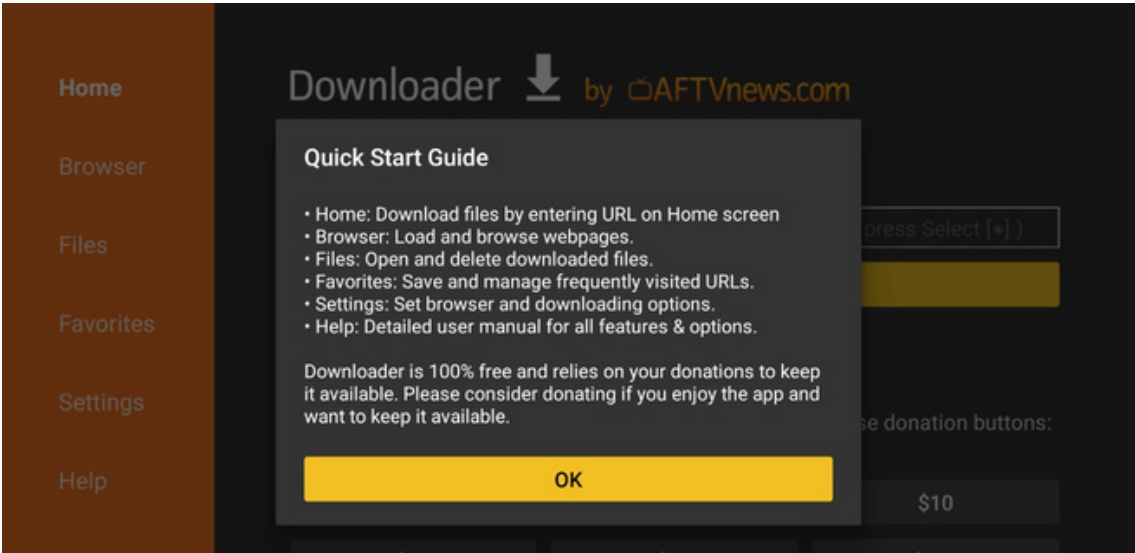 Home
Browser
Files
Favorites
Settings
Help
Downloader by AFTVnews.com
Quick Start Guide
• Home: Download files by entering URL on Home screen
• Browser: Load and browse webpages.
• Files: Open and delete downloaded files.
• Favorites: Save and manage frequently visited URLs.
• Settings: Set browser and downloading options.
• Help: Detailed user manual for all features & options.
Downloader is 100% free and relies on your donations to keep
it available. Please consider donating if you enjoy the app and
want to keep it available.
OK
press Select [•] )
se donation buttons:
$10